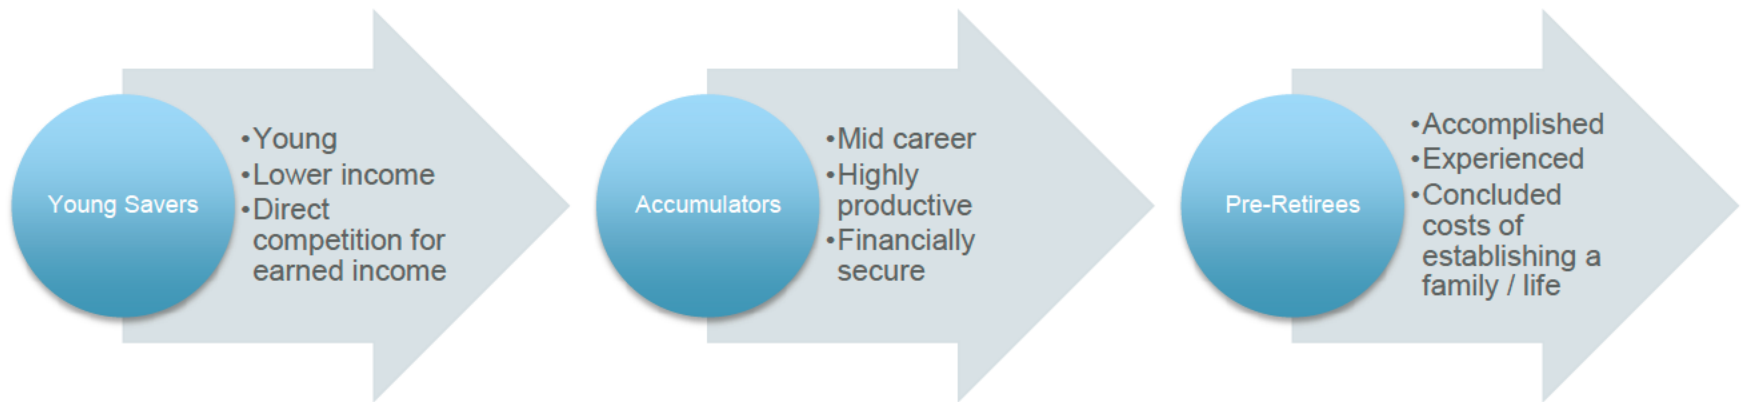 Young Savers
•Young
•Lower income
•Direct
competition for
earned income
Accumulators
•Mid career
•Highly
productive
•Financially
secure
Pre-Retirees
•Accomplished
•Experienced
•Concluded
costs of
establishing a
family / life